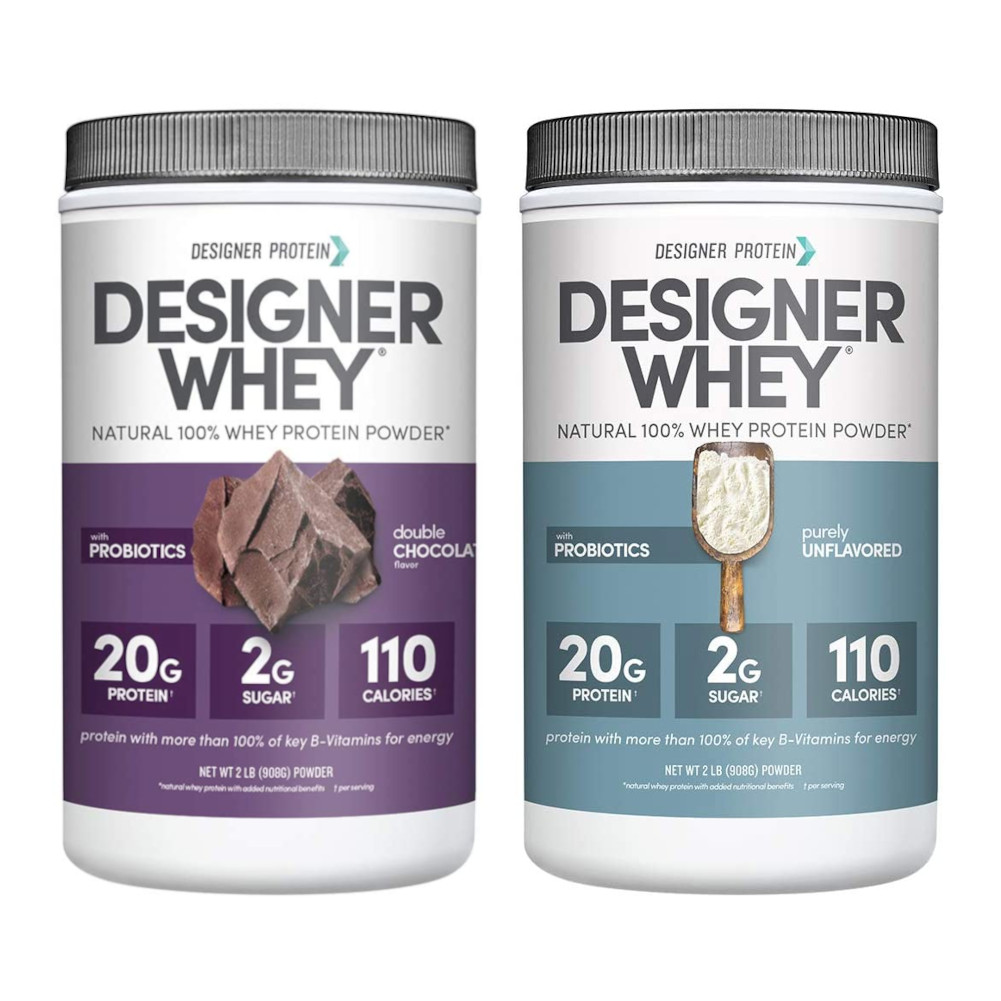 DESIGNER PROTEIN
DESIGNER
WHEY®
NATURAL 100% WHEY PROTEIN POWDER*
with
PROBIOTICS
double
CHOCOLAT
flavor
20G
PROTEIN†
2G
SUGAR†
110
CALORIES†
protein with more than 100% of key B-Vitamins for energy
NET WT 2 LB (908G) POWDER
*natural whey protein with added nutritional benefits † per serving
DESIGNER PROTEIN
DESIGNER
WHEY®
NATURAL 100% WHEY PROTEIN POWDER*
with
PROBIOTICS
purely
UNFLAVORED
20G
PROTEIN†
2G
SUGAR†
110
CALORIES†
protein with more than 100% of key B-Vitamins for energy
NET WT 2 LB (908G) POWDER
*natural whey protein with added nutritional benefits † per serving